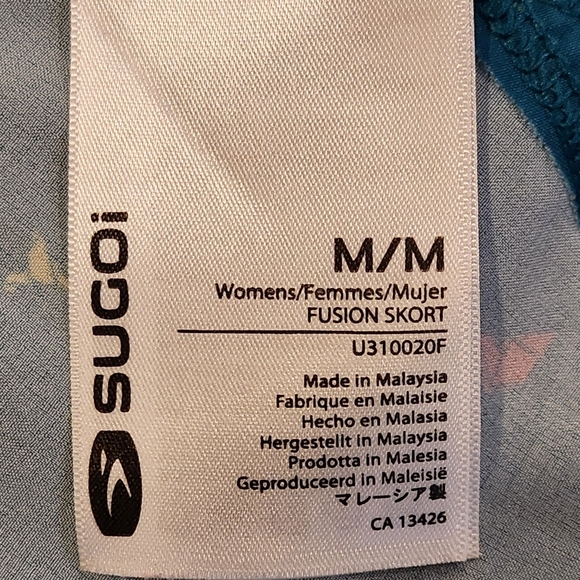 SUGOi
M/M
Womens/Femmes/Mujer
FUSION SKORT
U310020F
Made in Malaysia
Fabrique en Malaisie
Hecho en Malasia
Hergestellt in Malaysia
Prodotta in Malesia
Geproduceerd in Maleisië
マレーシア製
CA 13426